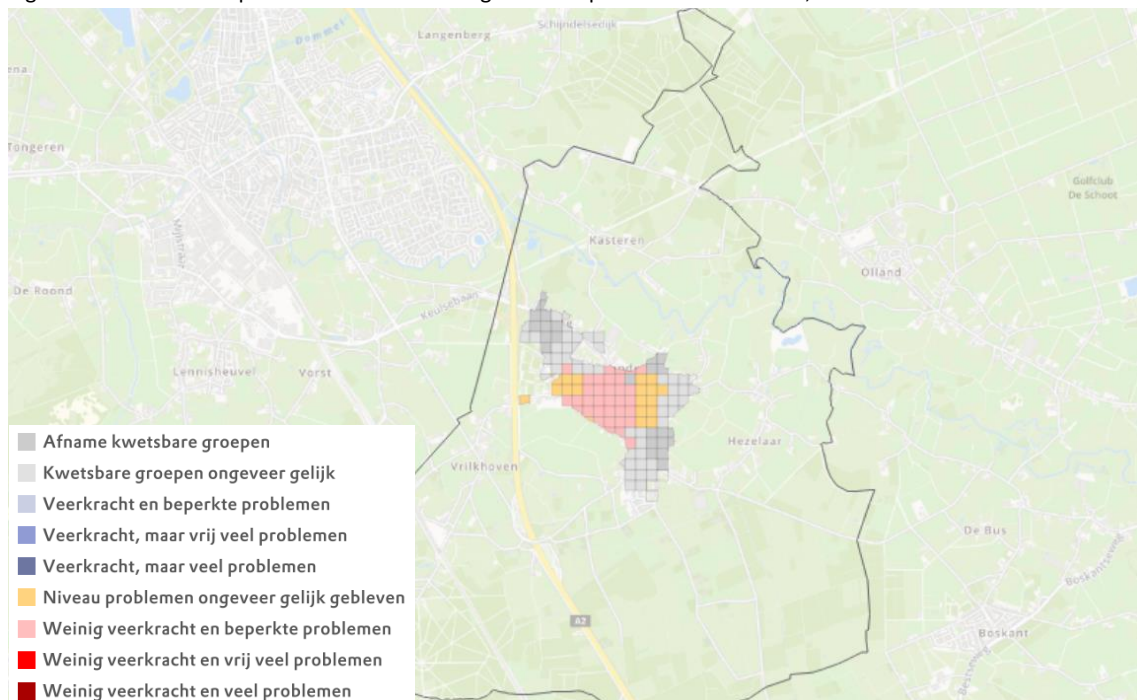 Schijndelsedijk
Langenberg
Dommel
Tongeren
Golfclub
De Schoot
Kasteren
Olland
De Roond
Keulsebaan
Lennisheuvel
Vorst
Afname kwetsbare groepen
Hezelaar
Kwetsbare groepen ongeveer gelijk
Vrilkhoven
Veerkracht en beperkte problemen
Veerkracht, maar vrij veel problemen
De Bus
Veerkracht, maar veel problemen
Boskantseweg
Niveau problemen ongeveer gelijk gebleven
A2
Weinig veerkracht en beperkte problemen
Boskant
Weinig veerkracht en vrij veel problemen
Weinig veerkracht en veel problemen